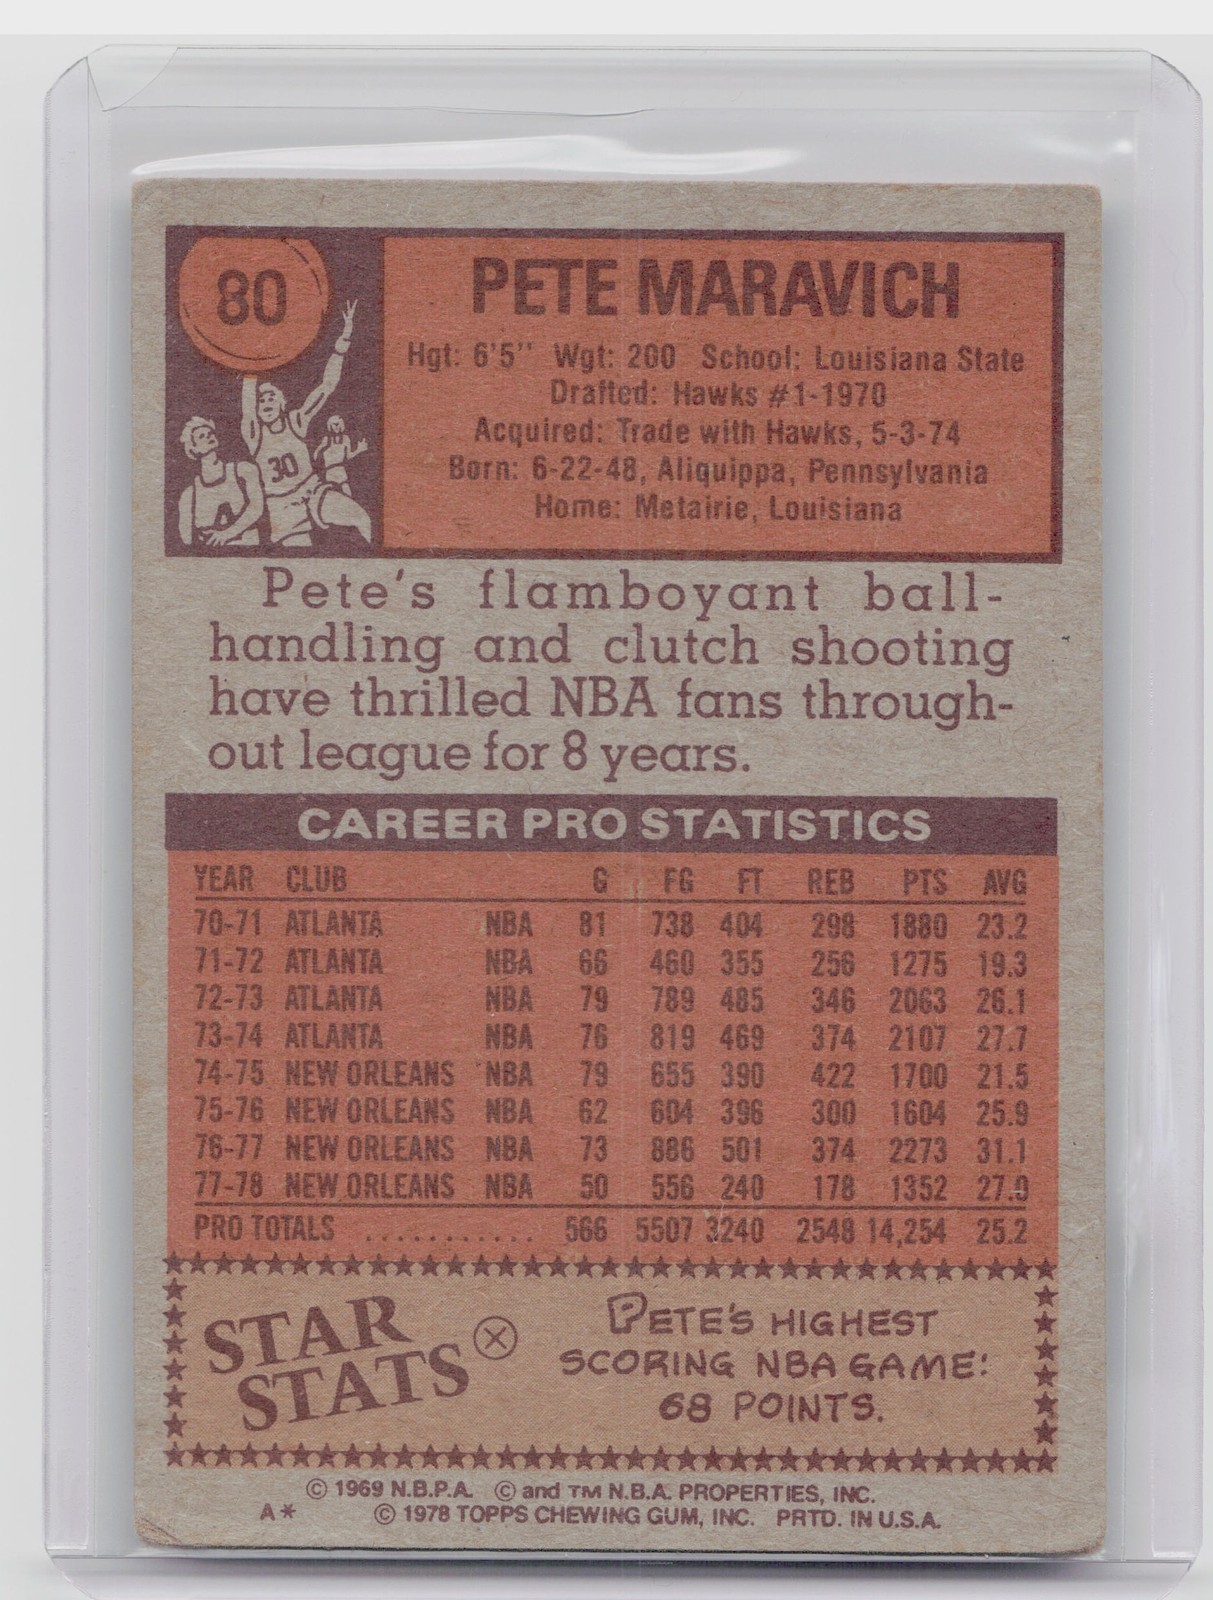 80
PETE MARAVICH
Hgt: 6'5" Wgt: 200 School: Louisiana State
Drafted: Hawks #1-1970
Acquired: Trade with Hawks, 5-3-74
Born: 6-22-48, Aliquippa, Pennsylvania
Home: Metairie, Louisiana
30
Pete's flamboyant ball-
handling and clutch shooting
have thrilled NBA fans through-
out league for 8 years.
CAREER PRO STATISTICS
YEAR CLUB G FG FT REB PTS AVG
70-71 ATLANTA NBA 81 738 404 298 1880 23.2
71-72 ATLANTA NBA 66 460 355 256 1275 19.3
72-73 ATLANTA NBA 79 789 485 346 2063 26.1
73-74 ATLANTA NBA 76 819 469 374 2107 27.7
74-75 NEW ORLEANS NBA 79 655 390 422 1700 21.5
75-76 NEW ORLEANS NBA 62 604 396 300 1604 25.9
76-77 NEW ORLEANS NBA 73 886 501 374 2273 31.1
77-78 NEW ORLEANS NBA 50 556 240 178 1352 27.0
PRO TOTALS ............ 566 5507 3240 2548 14,254 25.2
STAR
STATS
PETE'S HIGHEST
SCORING NBA GAME:
68 POINTS.
© 1969 N.B.P.A. © and TM N.B.A. PROPERTIES, INC.
A* © 1978 TOPPS CHEWING GUM, INC. PRTD. IN U.S.A.